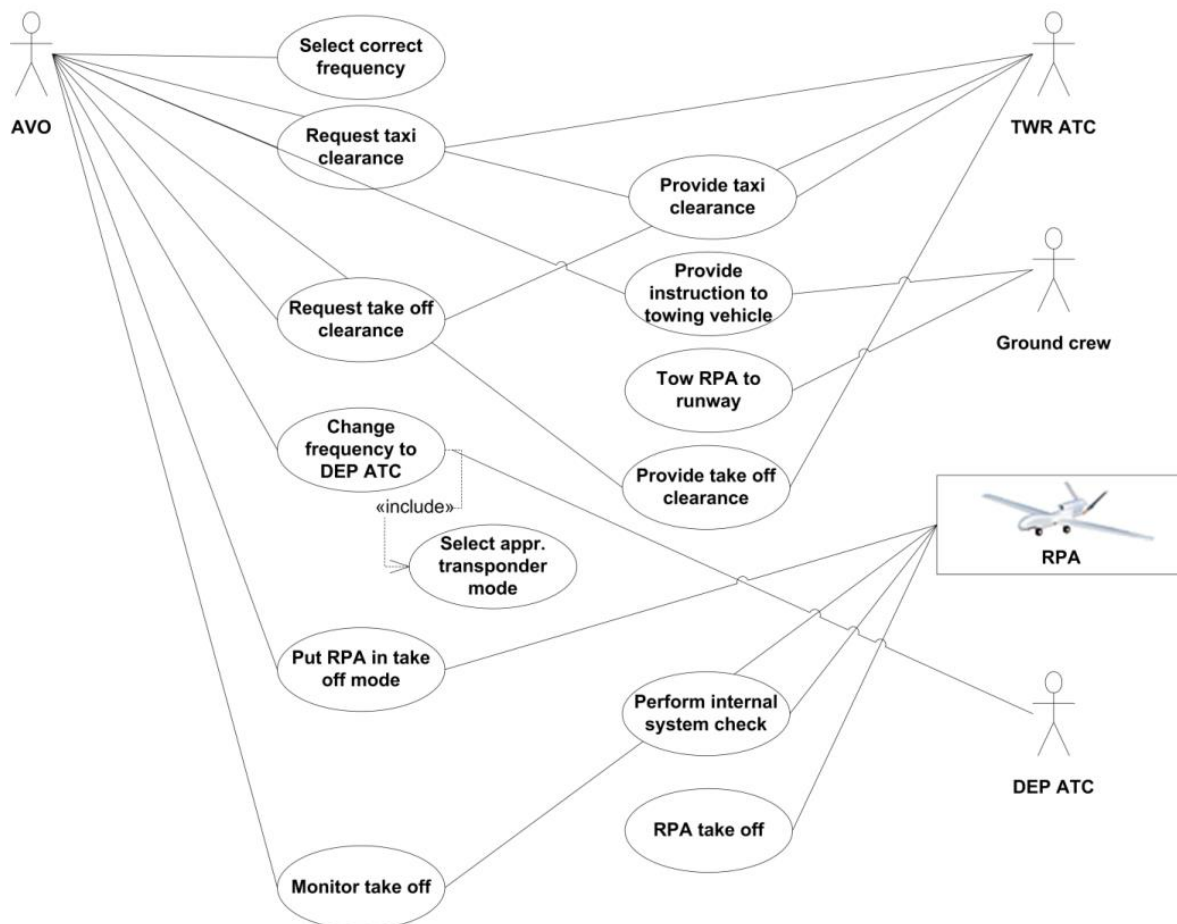 AVO
Select correct
frequency
TWR ATC
Request taxi
clearance
Provide taxi
clearance
Provide
instruction to
towing vehicle
Request take off
clearance
Ground crew
Tow RPA to
runway
Change
frequency to
DEP ATC
Provide take off
clearance
«include»
Select appr.
transponder
mode
RPA
Put RPA in take
off mode
Perform internal
system check
DEP ATC
RPA take off
Monitor take off